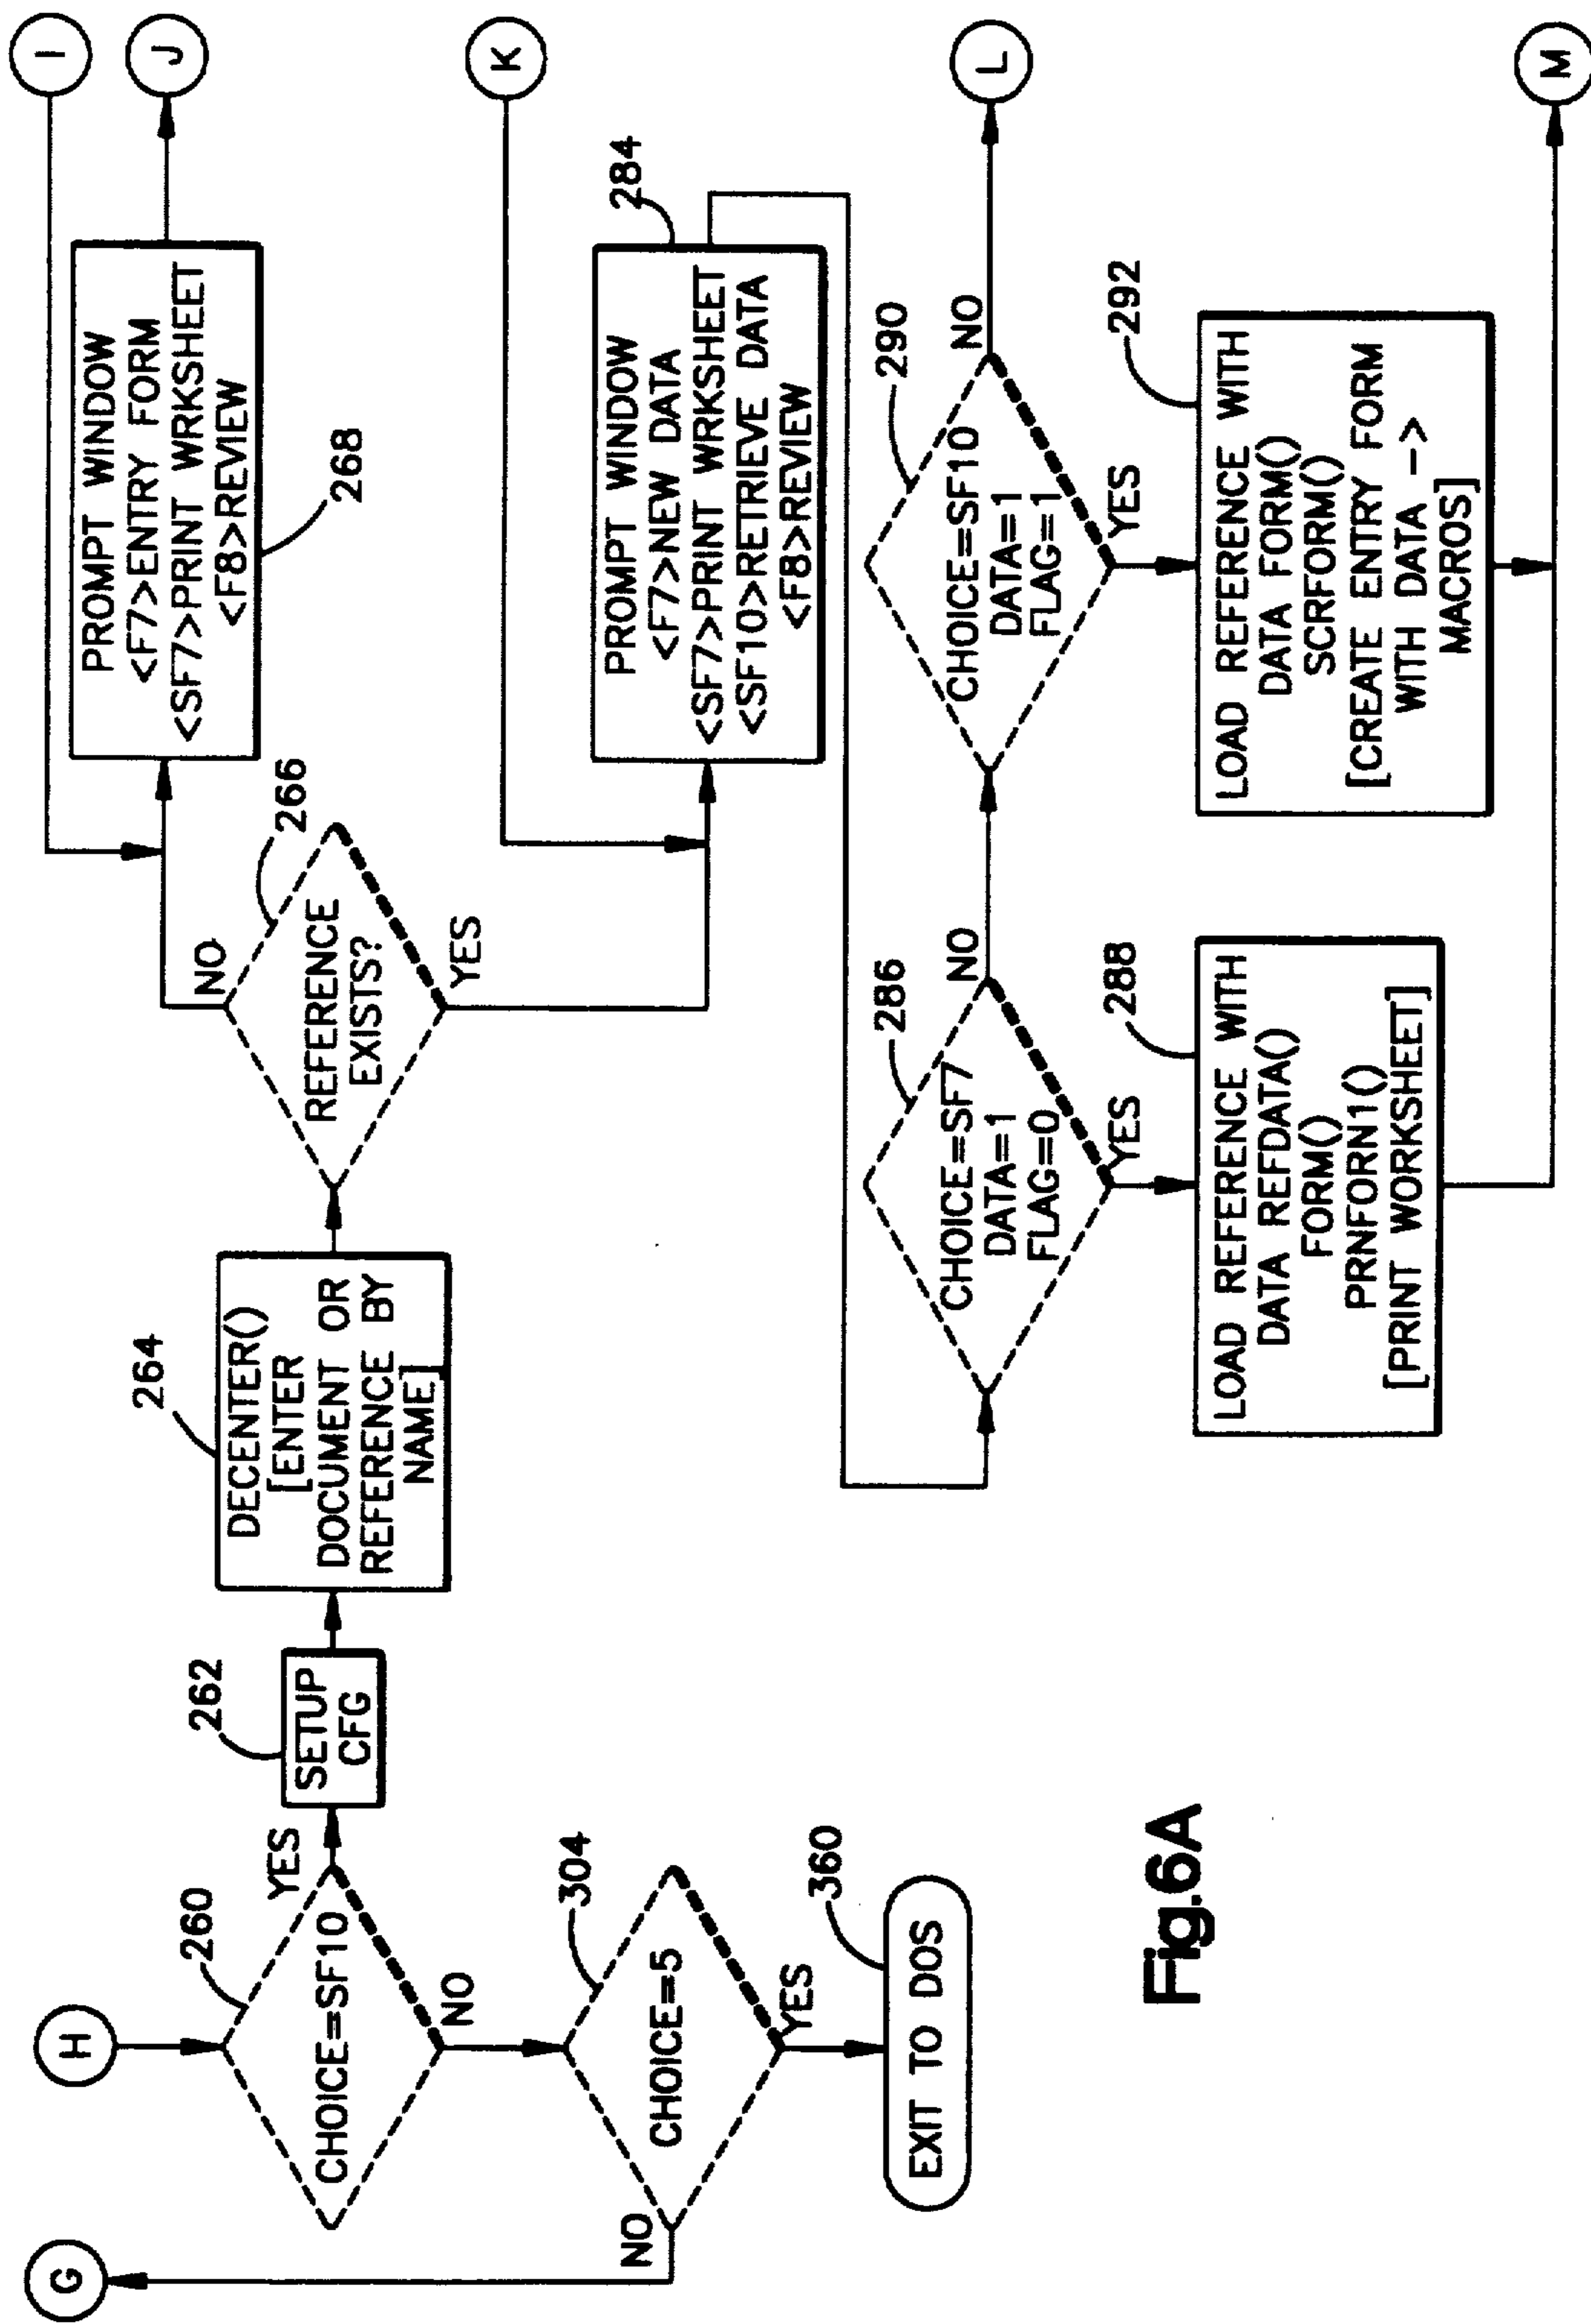 G
H
260
CHOICE=SF10
YES
NO
304
CHOICE=5
NO
YES
360
EXIT TO DOS
262
SETUP
CFG
264
DECENTER()
[ENTER
DOCUMENT OR
REFERENCE BY
NAME]
266
REFERENCE
EXISTS?
NO
YES
I
PROMPT WINDOW
<F7>ENTRY FORM
<SF7>PRINT WRKSHEET
<F8>REVIEW
268
J
K
284
PROMPT WINDOW
<F7>NEW DATA
<SF7>PRINT WRKSHEET
<SF10>RETRIEVE DATA
<F8>REVIEW
286
CHOICE=SF7
DATA=1
FLAG=0
NO
YES
288
LOAD REFERENCE WITH
DATA REFDATA()
FORM()
PRNFORN1()
[PRINT WORKSHEET]
290
CHOICE=SF10
DATA=1
FLAG=1
NO
YES
L
292
LOAD REFERENCE WITH
DATA FORM()
SCRFORM()
[CREATE ENTRY FORM
WITH DATA ->
MACROS]
M
Fig.6A